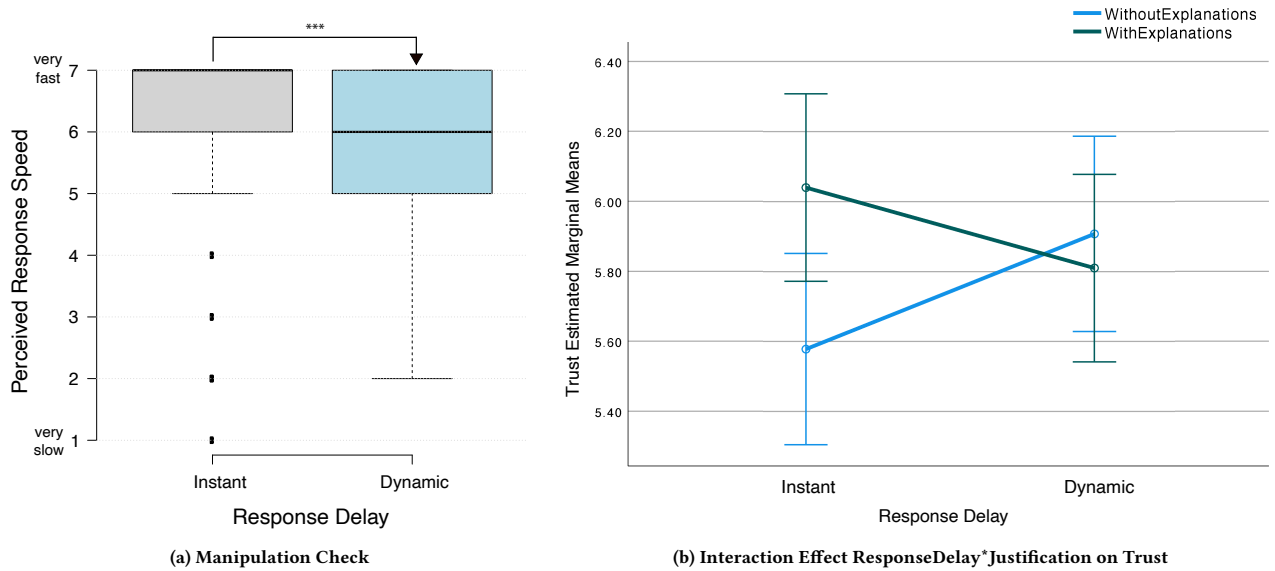 ***
very
fast
7
6
5
4
3
2
very
slow
1
Perceived Response Speed
Instant
Dynamic
Response Delay
(a) Manipulation Check
WithoutExplanations
WithExplanations
6.40
6.20
6.00
5.80
5.60
5.40
Trust Estimated Marginal Means
Instant
Dynamic
Response Delay
(b) Interaction Effect ResponseDelay*Justification on Trust